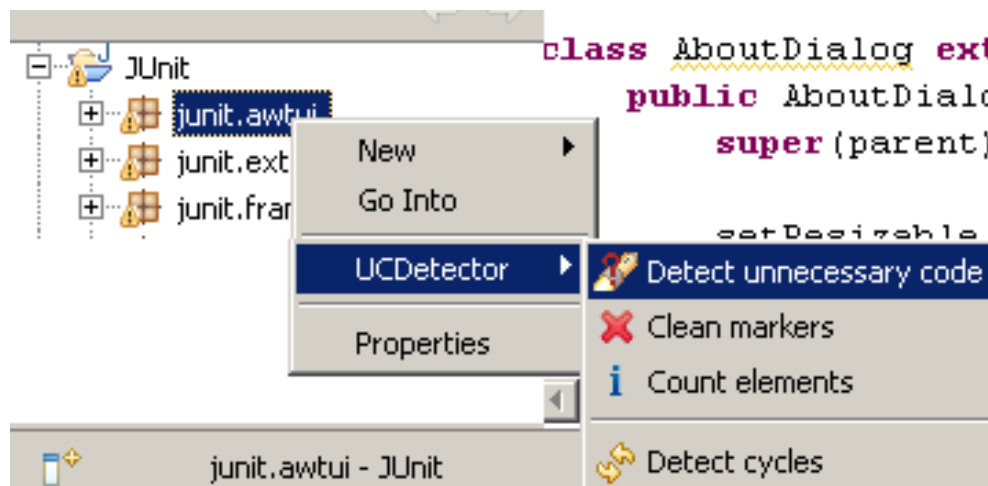 JUnit
junit.awtui
junit.ext
junit.fran
class AboutDialog ext
public AboutDialo
super(parent)
setResizable
New
Go Into
UCDetector
Properties
Detect unnecessary code
Clean markers
Count elements
Detect cycles
junit.awtui - JUnit